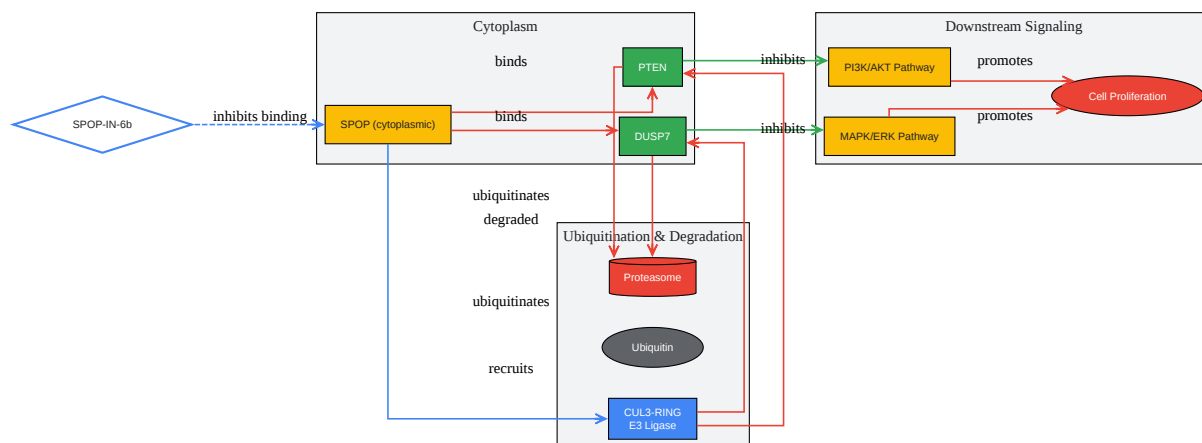 Cytoplasm
Downstream Signaling
binds
PTEN
inhibits
PI3K/AKT Pathway
promotes
Cell Proliferation
SPOP-IN-6b
inhibits binding
SPOP (cytoplasmic)
binds
DUSP7
inhibits
MAPK/ERK Pathway
promotes
ubiquitinates
degraded
Ubiquitination & Degradation
Proteasome
ubiquitinates
Ubiquitin
recruits
CUL3-RING
E3 Ligase